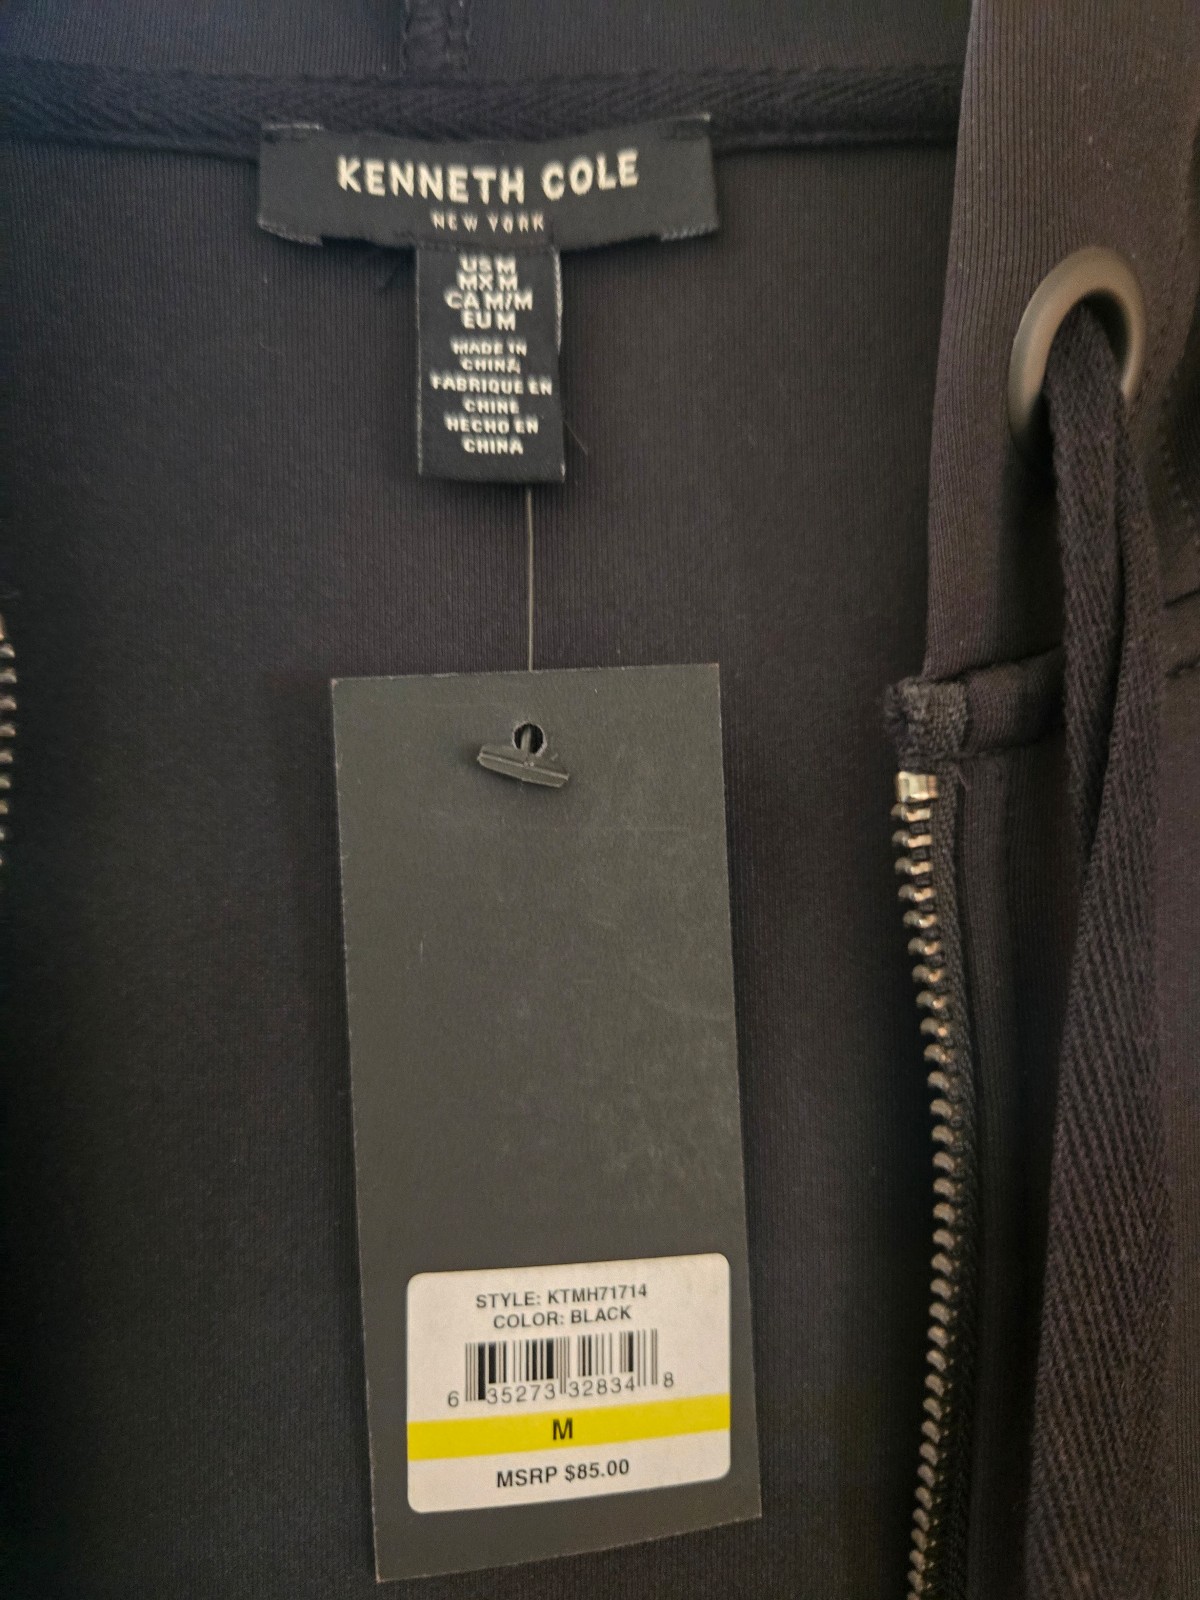 KENNETH COLE
NEW YORK
US M
MX M
CA M/M
EU M
MADE IN
CHINA
FABRIQUE EN
CHINE
HECHO EN
CHINA
STYLE: KTMH71714
COLOR: BLACK
6 35273 32834 8
M
MSRP $85.00